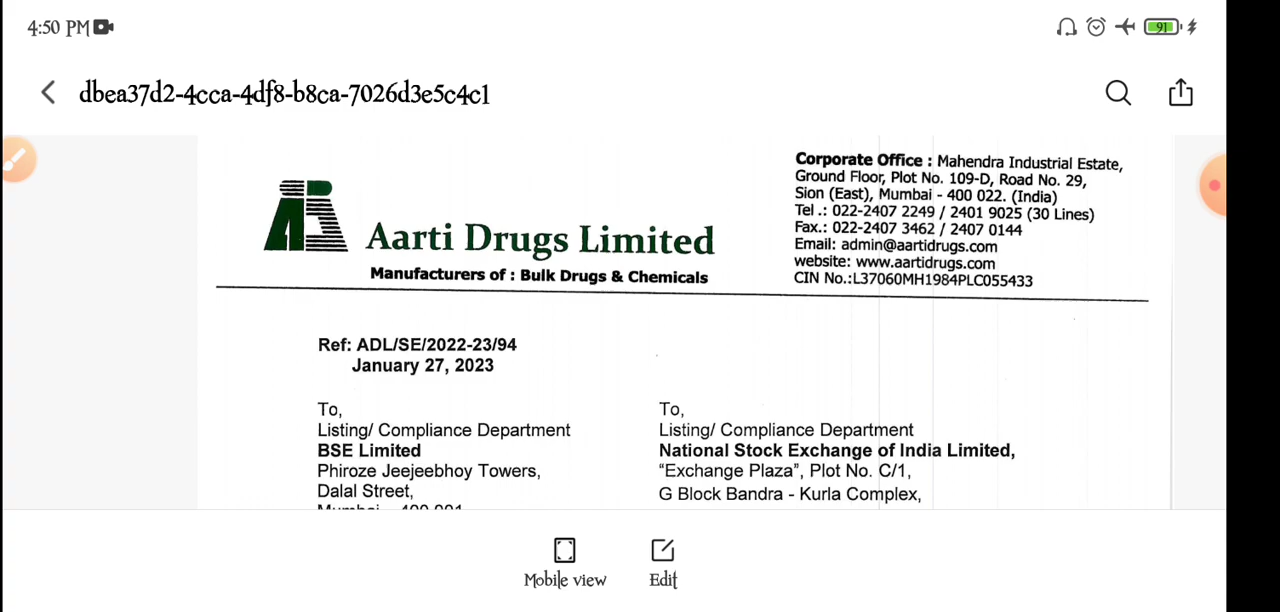 4:50 PM
91
dbea37d2-4cca-4df8-b8ca-7026d3e5c4c1
Aarti Drugs Limited
Manufacturers of : Bulk Drugs & Chemicals
Corporate Office : Mahendra Industrial Estate,
Ground Floor, Plot No. 109-D, Road No. 29,
Sion (East), Mumbai - 400 022. (India)
Tel .: 022-2407 2249 / 2401 9025 (30 Lines)
Fax.: 022-2407 3462 / 2407 0144
Email: admin@aartidrugs.com
website: www.aartidrugs.com
CIN No.:L37060MH1984PLC055433
Ref: ADL/SE/2022-23/94
January 27, 2023
To,
Listing/ Compliance Department
BSE Limited
Phiroze Jeejeebhoy Towers,
Dalal Street,
Mumbai - 400 001
To,
Listing/ Compliance Department
National Stock Exchange of India Limited,
“Exchange Plaza”, Plot No. C/1,
G Block Bandra - Kurla Complex,
Mobile view
Edit